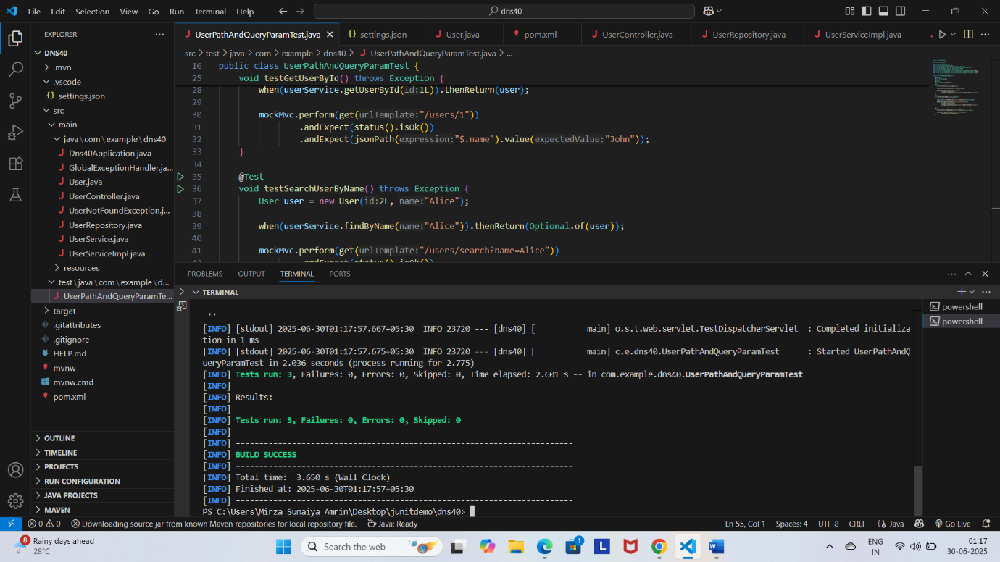 File Edit Selection View Go Run Terminal Help
dns40
EXPLORER
DNS40
.mvn
.vscode
settings.json
src
main
java\com\example\dns40
Dns40Application.java
GlobalExceptionHandler.ja...
User.java
UserController.java
UserNotFoundException.j...
UserRepository.java
UserService.java
UserServiceImpl.java
resources
test\java\com\example\d...
UserPathAndQueryParamTe...
target
.gitattributes
.gitignore
HELP.md
mvnw
mvnw.cmd
pom.xml
OUTLINE
TIMELINE
PROJECTS
RUN CONFIGURATION
JAVA PROJECTS
MAVEN
UserPathAndQueryParamTest.java settings.json User.java pom.xml UserController.java UserRepository.java UserServiceImpl.java
src > test > java > com > example > dns40 > UserPathAndQueryParamTest.java > ...
16 public class UserPathAndQueryParamTest {
25 void testGetUserById() throws Exception {
28 when(userService.getUserById(id:1L)).thenReturn(user);
29
30 mockMvc.perform(get(urlTemplate:"/users/1"))
31 .andExpect(status().isOk())
32 .andExpect(jsonPath(expression:"$.name").value(expectedValue:"John"));
33 }
34
35 @Test
36 void testSearchUserByName() throws Exception {
37 User user = new User(id:2L, name:"Alice");
38
39 when(userService.findByName(name:"Alice")).thenReturn(Optional.of(user));
40
41 mockMvc.perform(get(urlTemplate:"/users/search?name=Alice"))
.andExpect(status().isOk())
PROBLEMS OUTPUT TERMINAL PORTS
TERMINAL
powershell
powershell
''
[INFO] [stdout] 2025-06-30T01:17:57.667+05:30 INFO 23720 --- [dns40] [ main] o.s.t.web.servlet.TestDispatcherServlet : Completed initializa
tion in 1 ms
[INFO] [stdout] 2025-06-30T01:17:57.675+05:30 INFO 23720 --- [dns40] [ main] c.e.dns40.UserPathAndQueryParamTest : Started UserPathAndQ
ueryParamTest in 2.036 seconds (process running for 2.775)
[INFO] Tests run: 3, Failures: 0, Errors: 0, Skipped: 0, Time elapsed: 2.601 s -- in com.example.dns40.UserPathAndQueryParamTest
[INFO]
[INFO] Results:
[INFO]
[INFO] Tests run: 3, Failures: 0, Errors: 0, Skipped: 0
[INFO]
[INFO] ------------------------------------------------------------------------
[INFO] BUILD SUCCESS
[INFO] ------------------------------------------------------------------------
[INFO] Total time: 3.650 s (Wall Clock)
[INFO] Finished at: 2025-06-30T01:17:57+05:30
[INFO] ------------------------------------------------------------------------
PS C:\Users\Mirza Sumaiya Amrin\Desktop\junitdemo\dns40>
0 0 Downloading source jar from known Maven repositories for local repository file. Java: Ready Ln 55, Col 1 Spaces: 4 UTF-8 CRLF {} Java Go Live
8
Rainy days ahead
28°C
Search the web
1
L
ENG
IN
01:17
30-06-2025